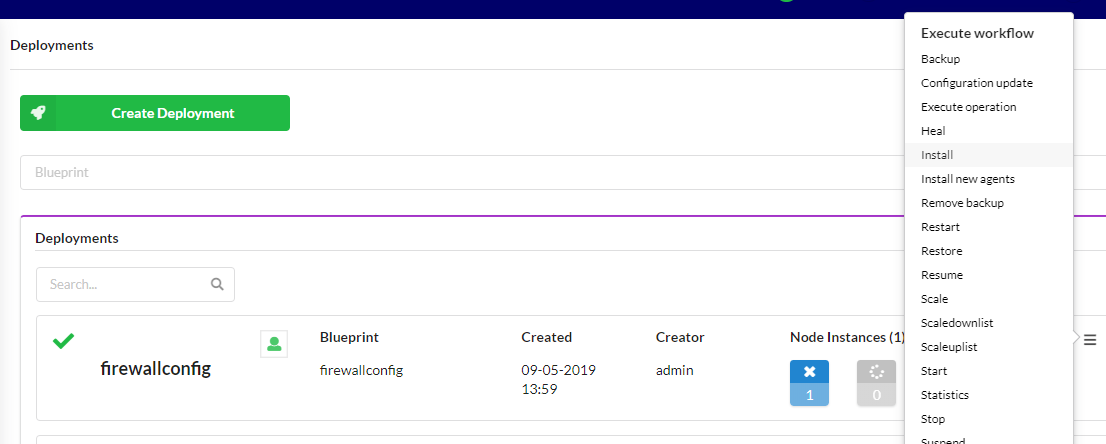 Deployments
Create Deployment
Blueprint
Deployments
Search...
firewallconfig
Blueprint
firewallconfig
Created
09-05-2019
13:59
Creator
admin
Node Instances (1)
1
0
Execute workflow
Backup
Configuration update
Execute operation
Heal
Install
Install new agents
Remove backup
Restart
Restore
Resume
Scale
Scaledownlist
Scaleuplist
Start
Statistics
Stop
Suspend